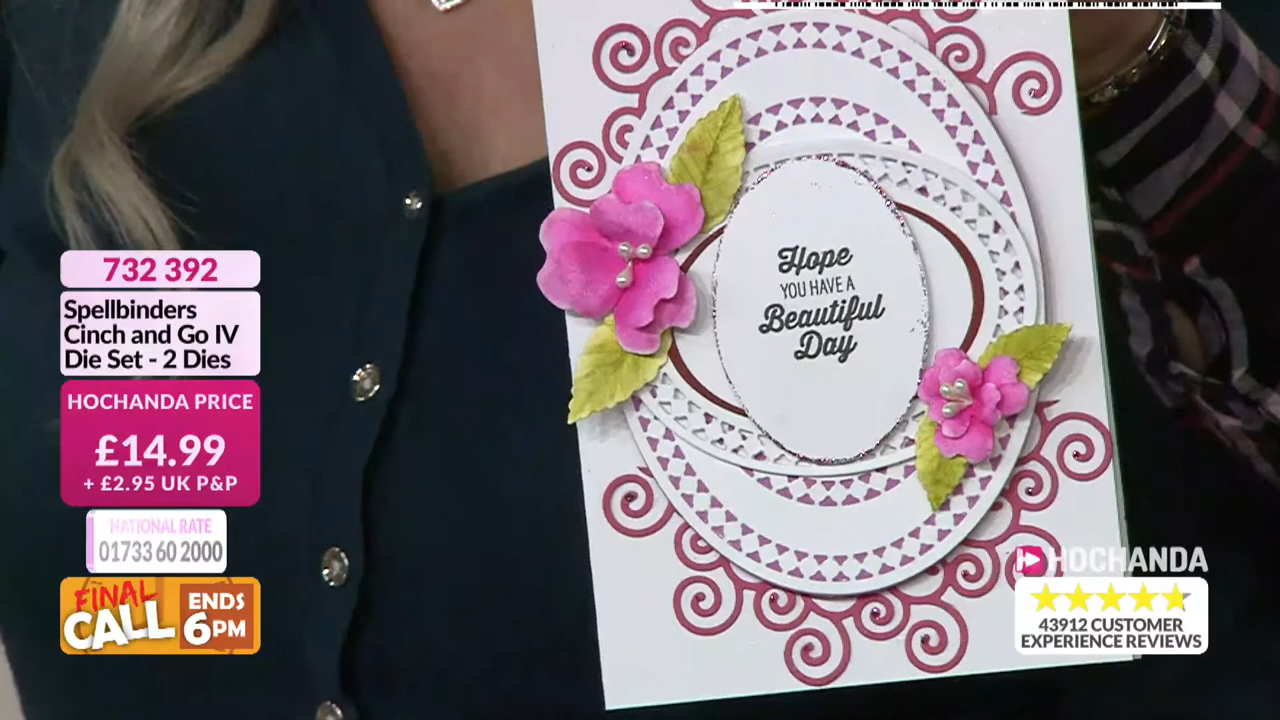 732 392
Spellbinders
Cinch and Go IV
Die Set - 2 Dies
HOCHANDA PRICE
£14.99
+ £2.95 UK P&P
NATIONAL RATE
01733 60 2000
FINAL
CALL
ENDS
6PM
Hope
YOU HAVE A
Beautiful
Day
HOCHANDA
43912 CUSTOMER
EXPERIENCE REVIEWS